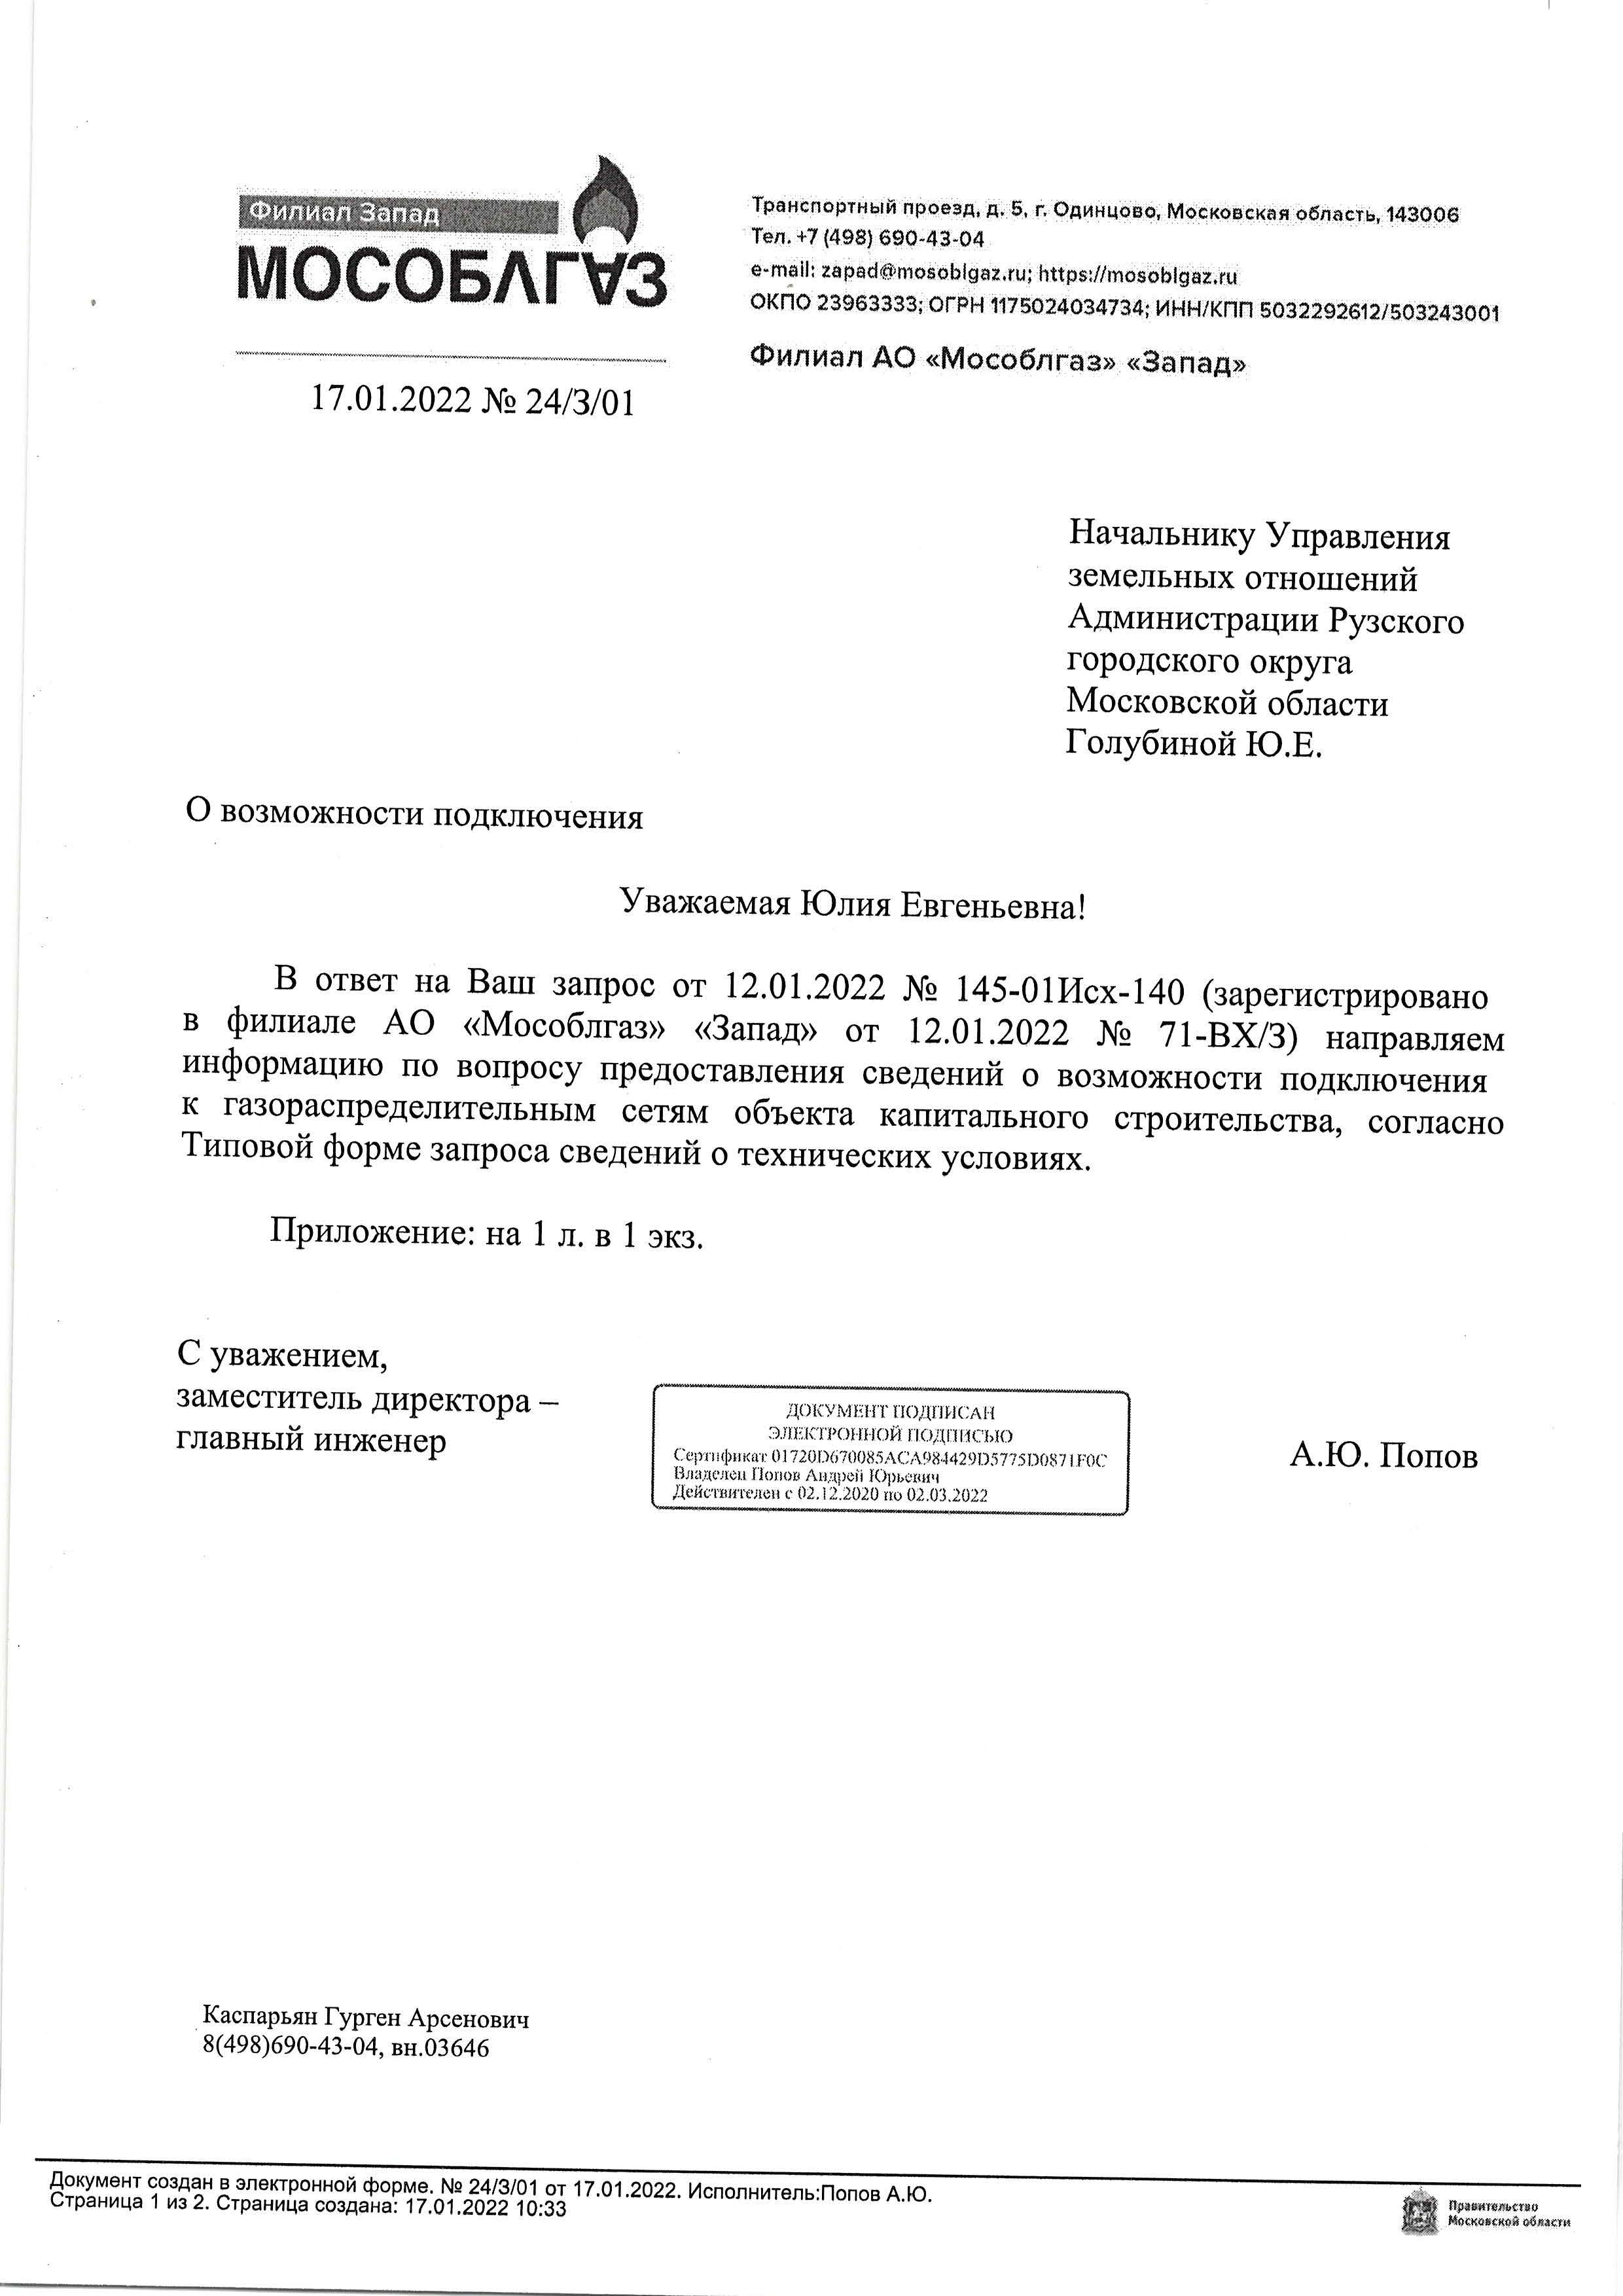 Филиал Запад
МОСОБЛГАЗ
Транспортный проезд, д. 5, г. Одинцово, Московская область, 143006
Тел. +7 (498) 690-43-04
e-mail: zapad@mosoblgaz.ru; https://mosoblgaz.ru
ОКПО 23963333; ОГРН 1175024034734; ИНН/КПП 5032292612/503243001
Филиал АО «Мособлгаз» «Запад»
17.01.2022 № 24/З/01
Начальнику Управления
земельных отношений
Администрации Рузского
городского округа
Московской области
Голубиной Ю.Е.
О возможности подключения
Уважаемая Юлия Евгеньевна!
В ответ на Ваш запрос от 12.01.2022 № 145-01Исх-140 (зарегистрировано
в филиале АО «Мособлгаз» «Запад» от 12.01.2022 № 71-ВХ/З) направляем
информацию по вопросу предоставления сведений о возможности подключения
к газораспределительным сетям объекта капитального строительства, согласно
Типовой форме запроса сведений о технических условиях.
Приложение: на 1 л. в 1 экз.
С уважением,
заместитель директора –
главный инженер
ДОКУМЕНТ ПОДПИСАН
ЭЛЕКТРОННОЙ ПОДПИСЬЮ
Сертификат 01720D670085ACA984429D5775D0871F0C
Владелец Попов Андрей Юрьевич
Действителен с 02.12.2020 по 02.03.2022
А.Ю. Попов
Каспарьян Гурген Арсенович
8(498)690-43-04, вн.03646
Документ создан в электронной форме. № 24/З/01 от 17.01.2022. Исполнитель:Попов А.Ю.
Страница 1 из 2. Страница создана: 17.01.2022 10:33
Правительство
Московской области